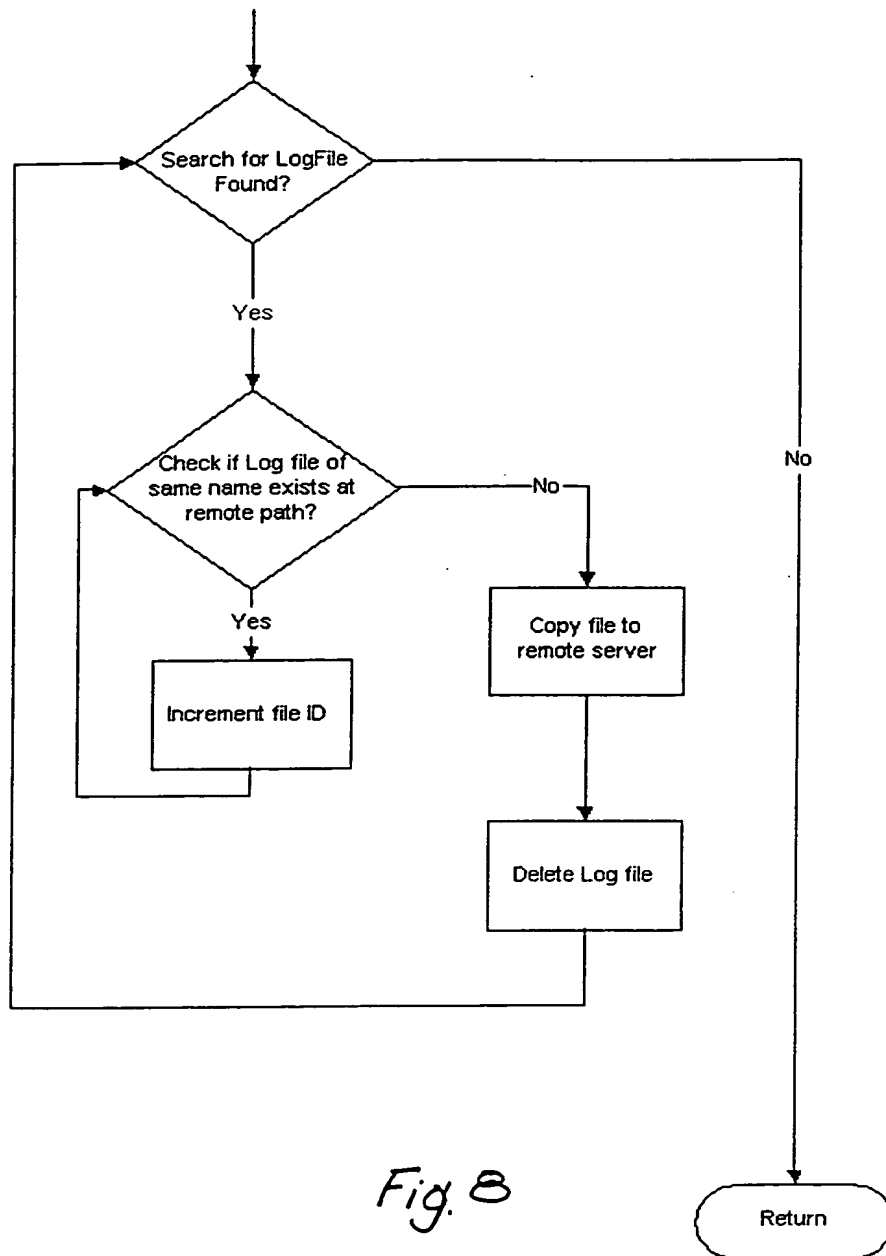 Search for LogFile
Found?
Yes
No
Check if Log file of
same name exists at
remote path?
No
Yes
Copy file to
remote server
Increment file ID
Delete Log file
Fig. 8
Return